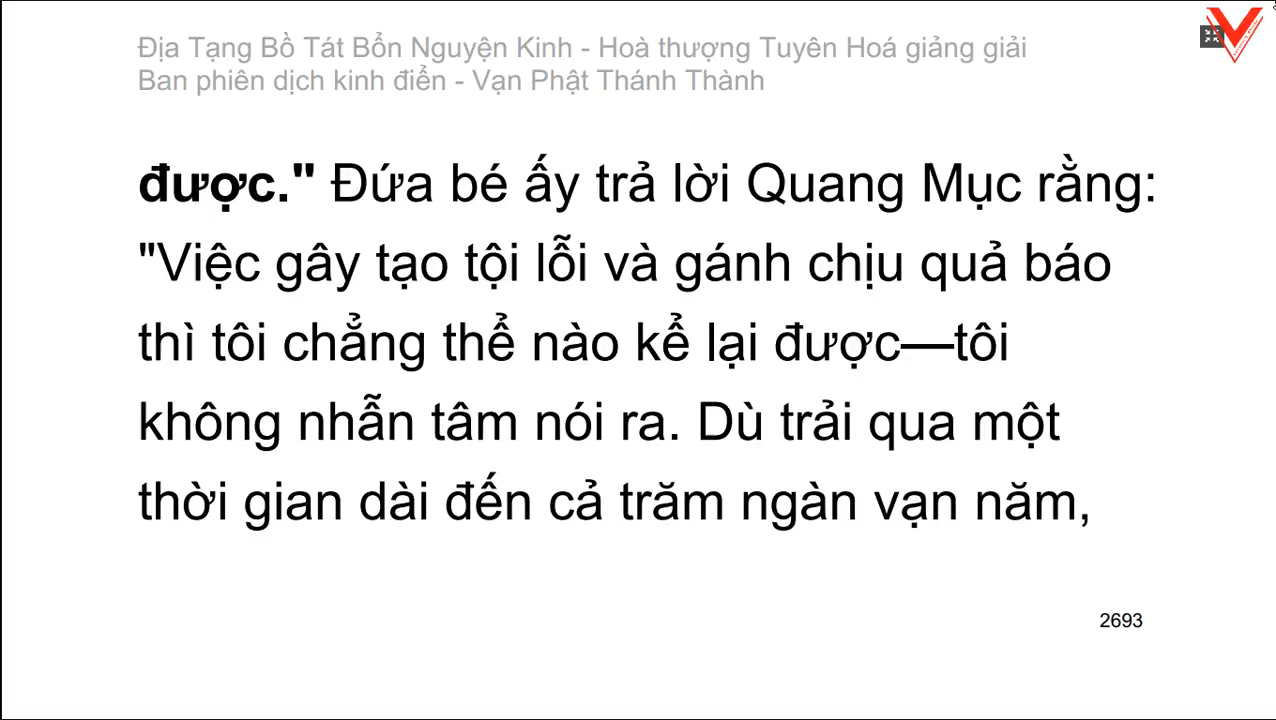 Địa Tạng Bồ Tát Bổn Nguyện Kinh - Hoà thượng Tuyên Hoá giảng giải
Ban phiên dịch kinh điển - Vạn Phật Thánh Thành
được." Đứa bé ấy trả lời Quang Mục rằng:
"Việc gây tạo tội lỗi và gánh chịu quả báo
thì tôi chẳng thể nào kể lại được—tôi
không nhẫn tâm nói ra. Dù trải qua một
thời gian dài đến cả trăm ngàn vạn năm,
2693